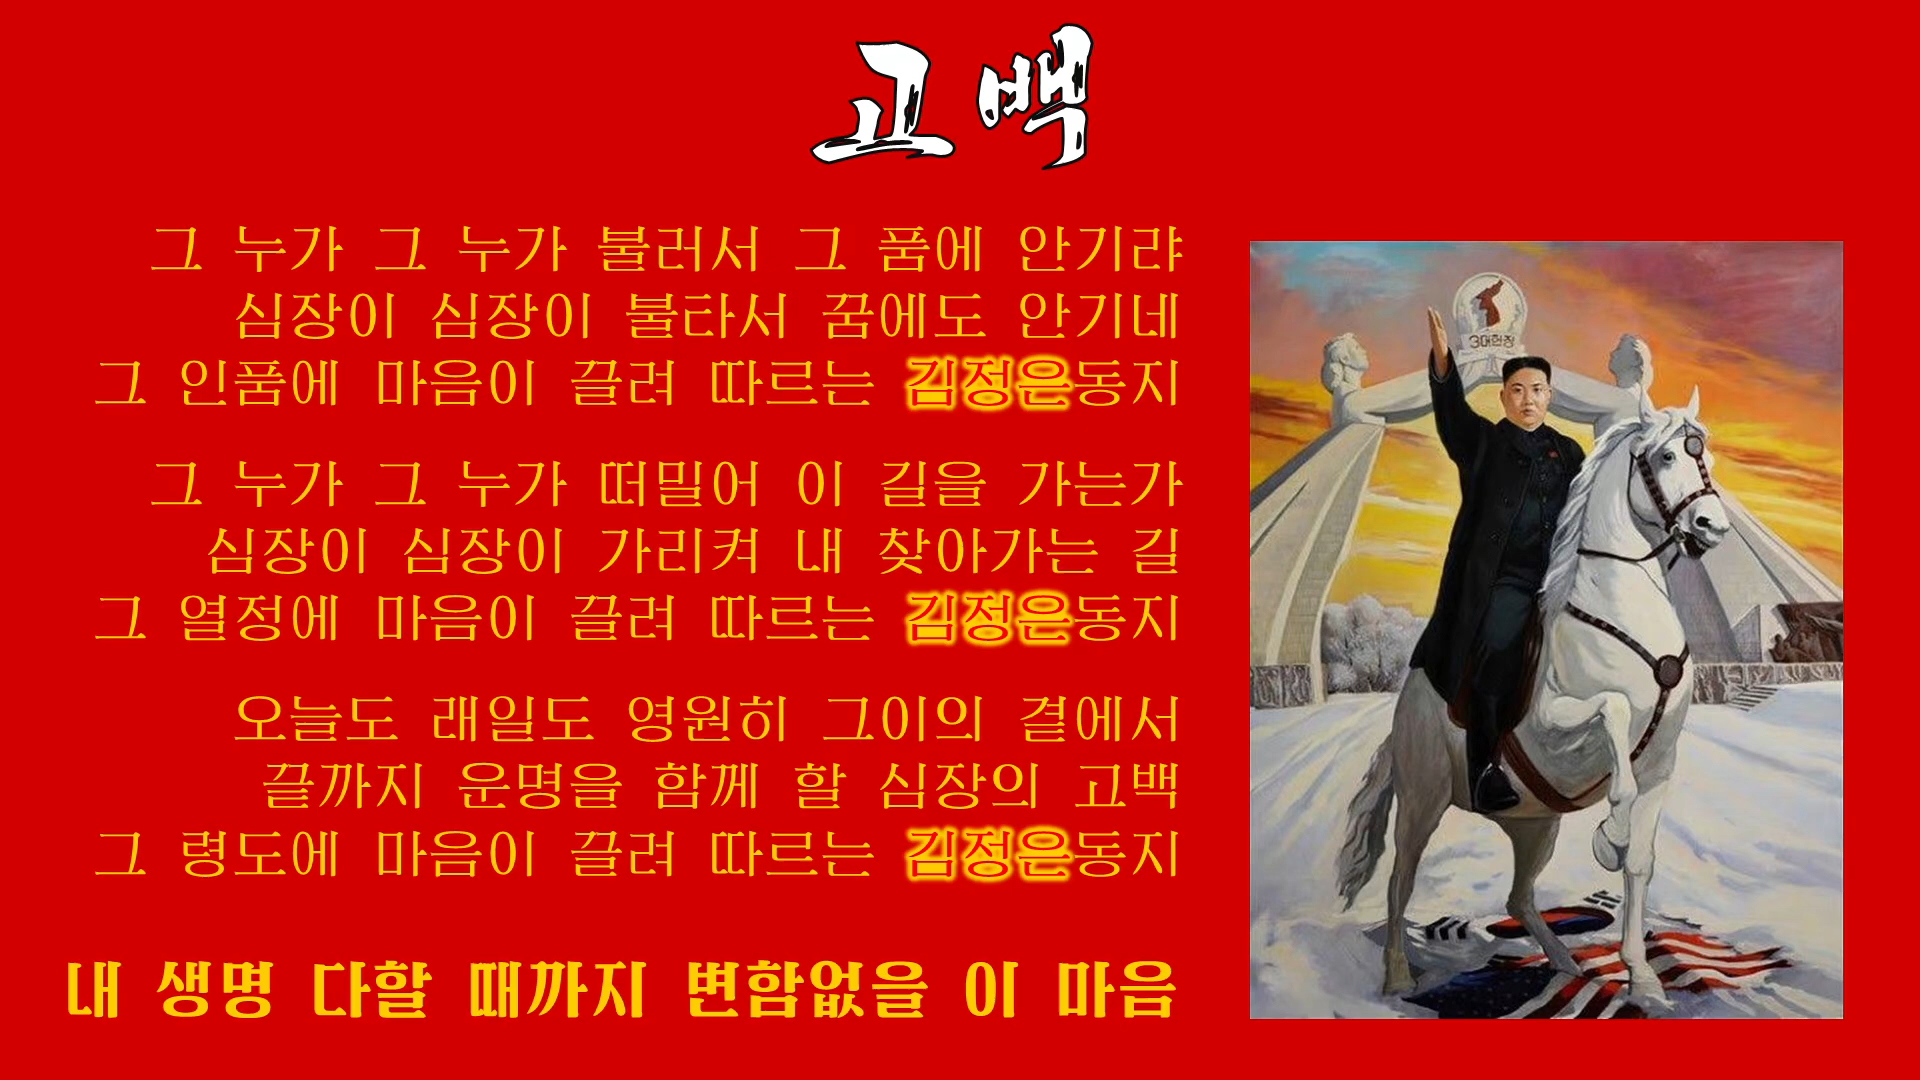 고백
그 누가 그 누가 불러서 그 품에 안기랴
심장이 심장이 불타서 꿈에도 안기네
그 인품에 마음이 끌려 따르는 김정은동지
그 누가 그 누가 떠밀어 이 길을 가는가
심장이 심장이 가리켜 내 찾아가는 길
그 열정에 마음이 끌려 따르는 김정은동지
오늘도 래일도 영원히 그이의 곁에서
끝까지 운명을 함께 할 심장의 고백
그 령도에 마음이 끌려 따르는 김정은동지
내 생명 다할 때까지 변함없을 이 마음
3대헌장